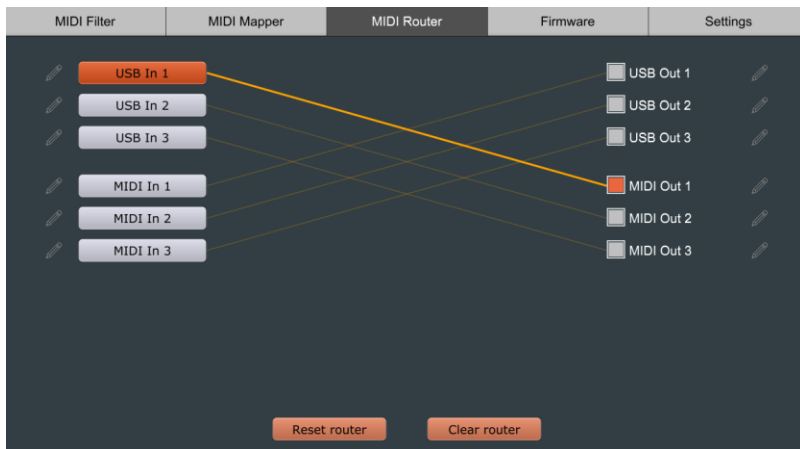 MIDI Filter MIDI Mapper MIDI Router Firmware Settings
USB In 1 USB Out 1
USB In 2 USB Out 2
USB In 3 USB Out 3
MIDI In 1 MIDI Out 1
MIDI In 2 MIDI Out 2
MIDI In 3 MIDI Out 3
Reset router Clear router